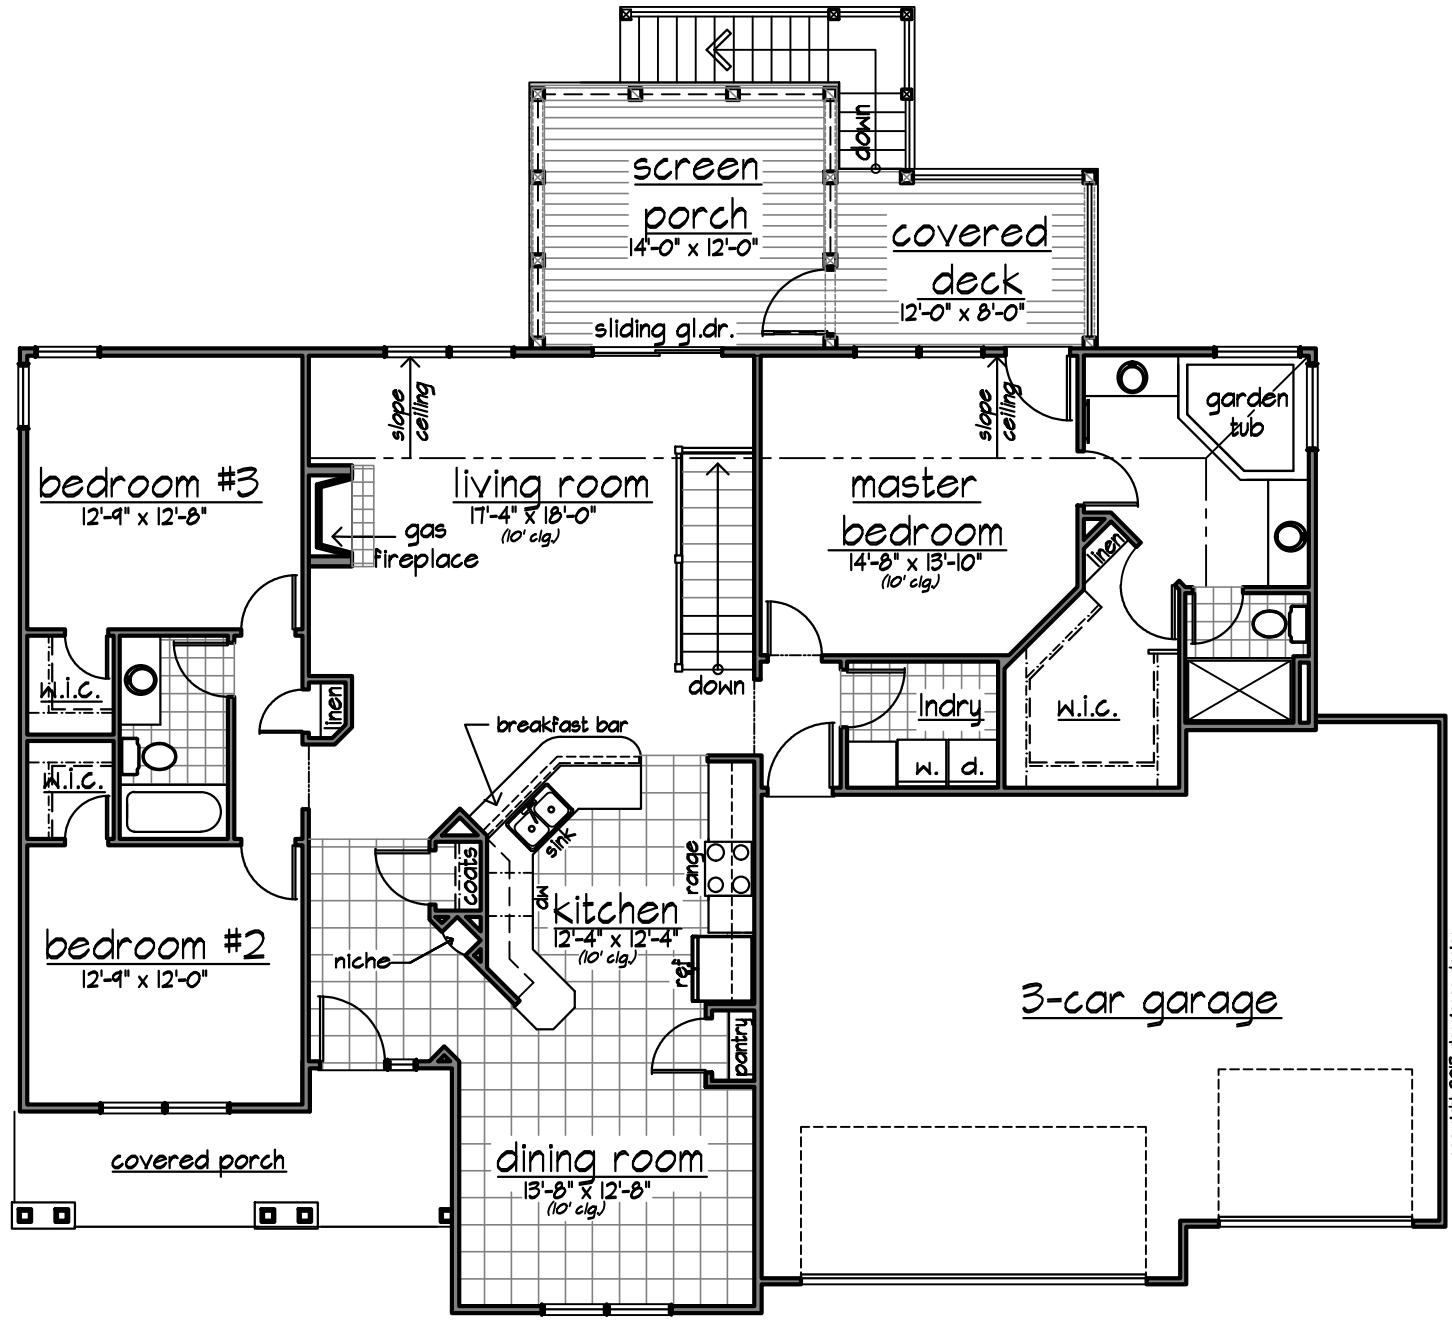 down
screen
porch
14'-0" x 12'-0"
covered
deck
12'-0" x 8'-0"
sliding gl.dr.
slope
ceiling
slope
ceiling
garden
tub
bedroom #3
12'-9" x 12'-8"
living room
17'-4" x 18'-0"
(10' clg.)
gas
fireplace
master
bedroom
14'-8" x 13'-10"
(10' clg.)
linen
w.i.c.
linen
down
lndry
w.i.c.
breakfast bar
w.i.c.
w. d.
sink
range
coats
dw
kitchen
12'-4" x 12'-4"
(10' clg.)
bedroom #2
12'-9" x 12'-0"
niche
ref.
3-car garage
pantry
covered porch
dining room
13'-8" x 12'-8"
(10' clg.)